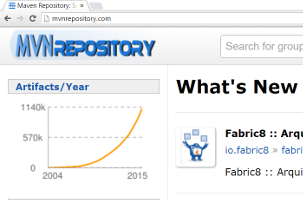 Maven Repository: S
mvnrepository.com
MVNREPOSITORY
Search for group
Artifacts/Year
1140k
570k
0
2004
2015
What's New
Fabric8 :: Arqu
io.fabric8 » fabri
Fabric8 :: Arqui